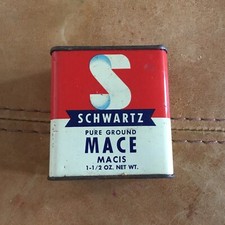 S
SCHWARTZ
PURE GROUND
MACE
MACIS
1-1/2 OZ. NET WT.